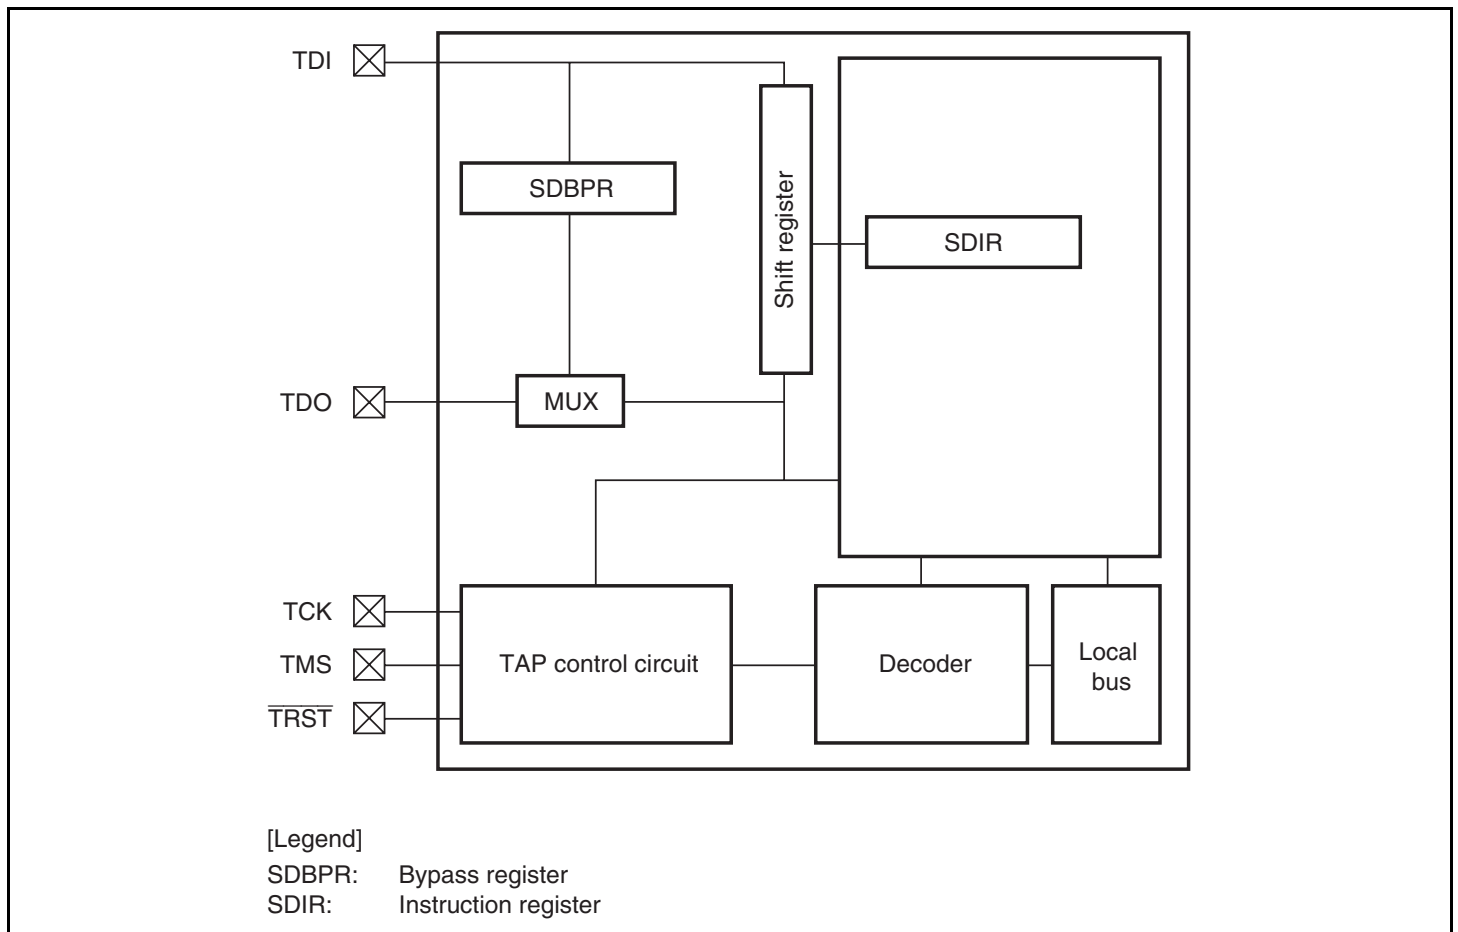 TDI
SDBPR
Shift register
SDIR
TDO
MUX
TCK
TMS
TRST
TAP control circuit
Decoder
Local
bus
[Legend]
SDBPR: Bypass register
SDIR: Instruction register